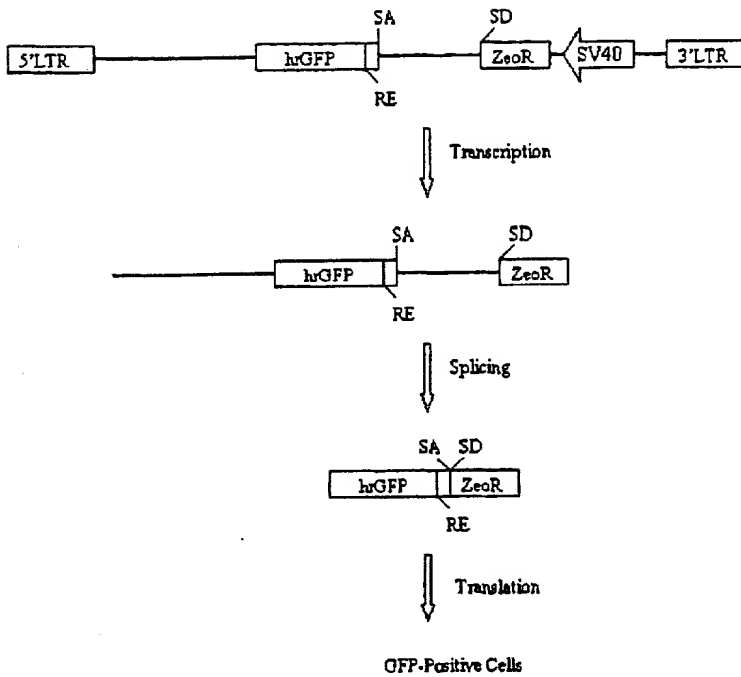 SA SD
5'LTR hrGFP ZeoR SV40 3'LTR
RE
Transcription
SA SD
hrGFP ZeoR
RE
Splicing
SA SD
hrGFP ZeoR
RE
Translation
GFP-Positive Cells